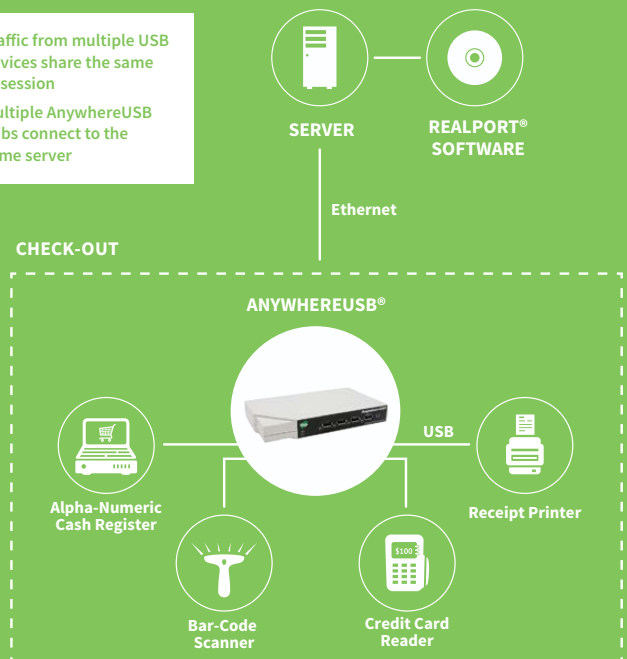 affic from multiple USB
vices share the same
session
ultiple AnywhereUSB
bs connect to the
me server
SERVER
REALPORT®
SOFTWARE
Ethernet
CHECK-OUT
ANYWHEREUSB®
USB
Alpha-Numeric
Cash Register
Receipt Printer
$100
Bar-Code
Scanner
Credit Card
Reader